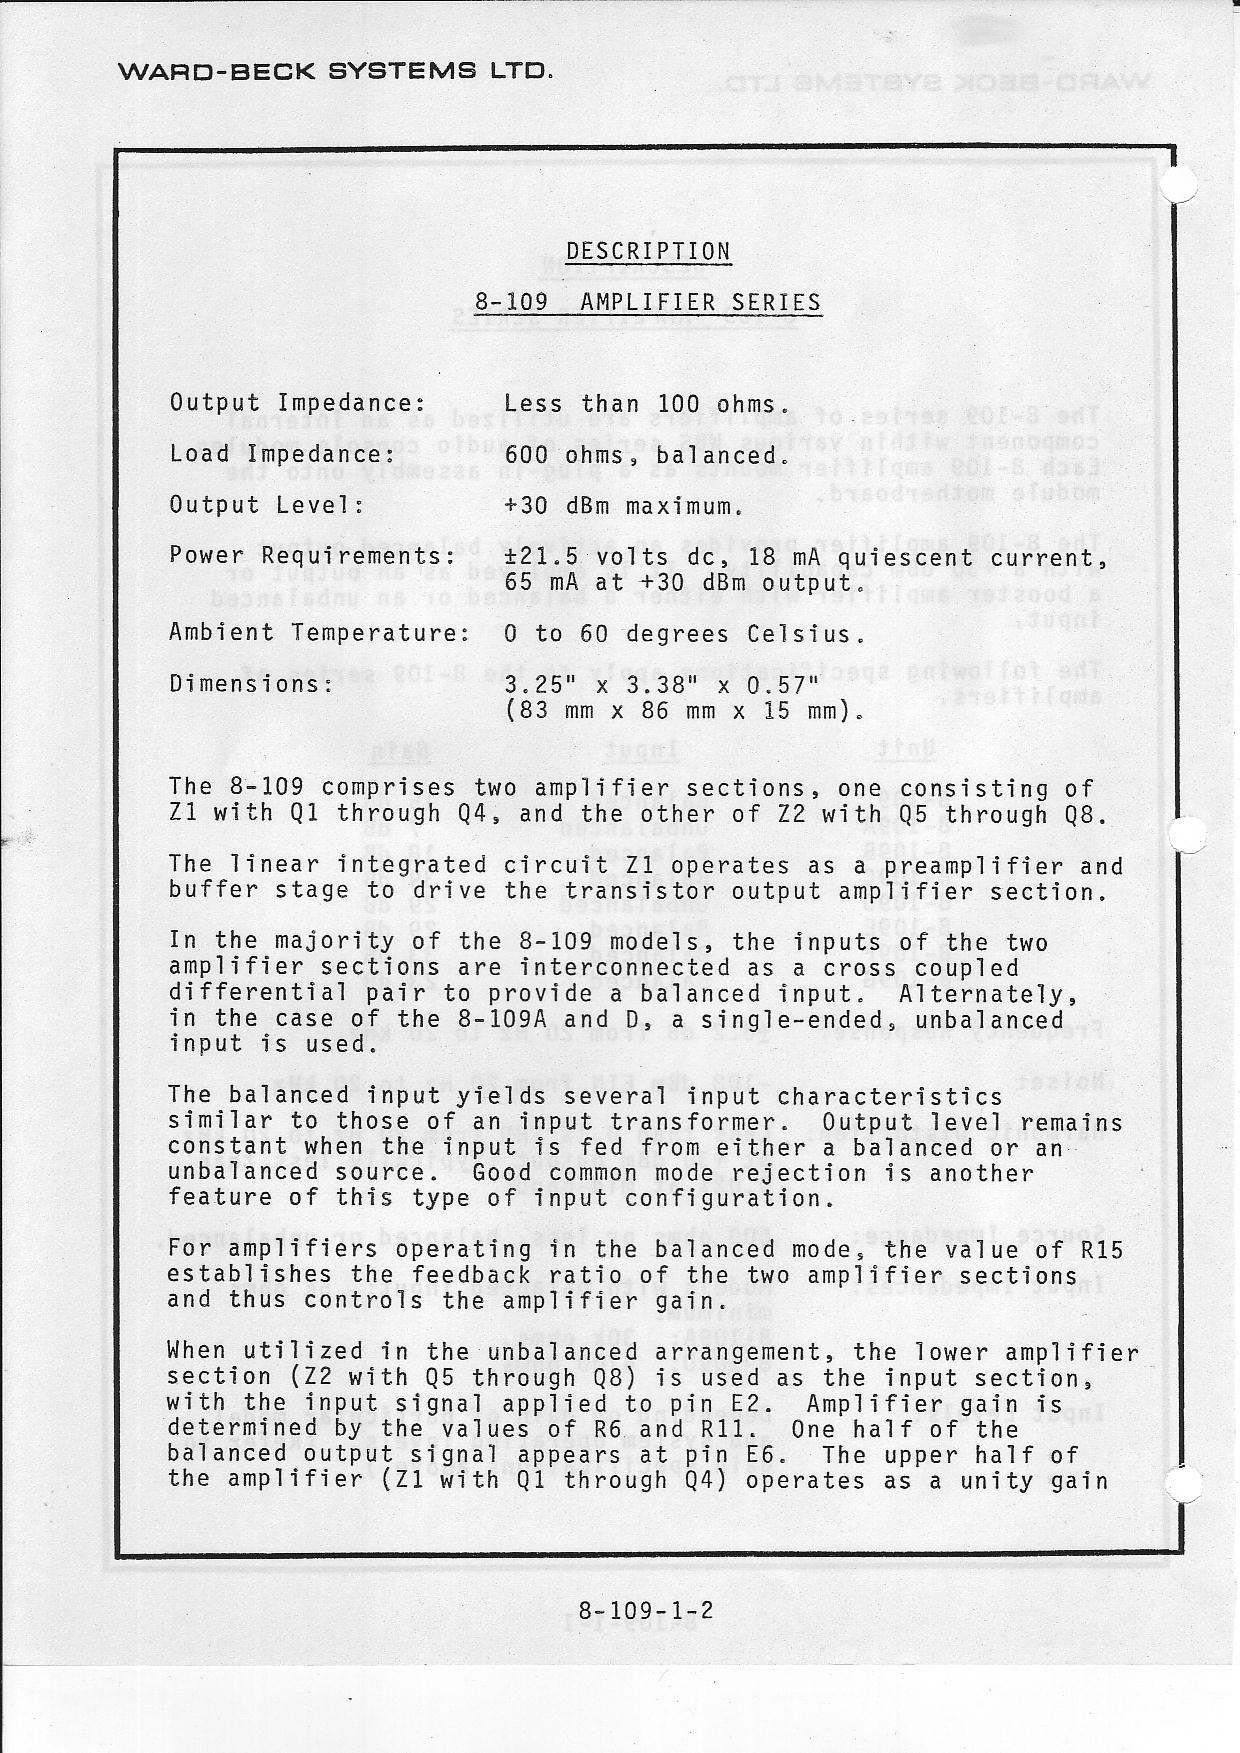 WARD-BECK SYSTEMS LTD.
DESCRIPTION
8-109 AMPLIFIER SERIES
Output Impedance: Less than 100 ohms.
Load Impedance: 600 ohms, balanced.
Output Level: +30 dBm maximum.
Power Requirements: ±21.5 volts dc, 18 mA quiescent current,
65 mA at +30 dBm output.
Ambient Temperature: 0 to 60 degrees Celsius.
Dimensions: 3.25" x 3.38" x 0.57"
(83 mm x 86 mm x 15 mm).
The 8-109 comprises two amplifier sections, one consisting of
Z1 with Q1 through Q4, and the other of Z2 with Q5 through Q8.
The linear integrated circuit Z1 operates as a preamplifier and
buffer stage to drive the transistor output amplifier section.
In the majority of the 8-109 models, the inputs of the two
amplifier sections are interconnected as a cross coupled
differential pair to provide a balanced input. Alternately,
in the case of the 8-109A and D, a single-ended, unbalanced
input is used.
The balanced input yields several input characteristics
similar to those of an input transformer. Output level remains
constant when the input is fed from either a balanced or an
unbalanced source. Good common mode rejection is another
feature of this type of input configuration.
For amplifiers operating in the balanced mode, the value of R15
establishes the feedback ratio of the two amplifier sections
and thus controls the amplifier gain.
When utilized in the unbalanced arrangement, the lower amplifier
section (Z2 with Q5 through Q8) is used as the input section,
with the input signal applied to pin E2. Amplifier gain is
determined by the values of R6 and R11. One half of the
balanced output signal appears at pin E6. The upper half of
the amplifier (Z1 with Q1 through Q4) operates as a unity gain
8-109-1-2